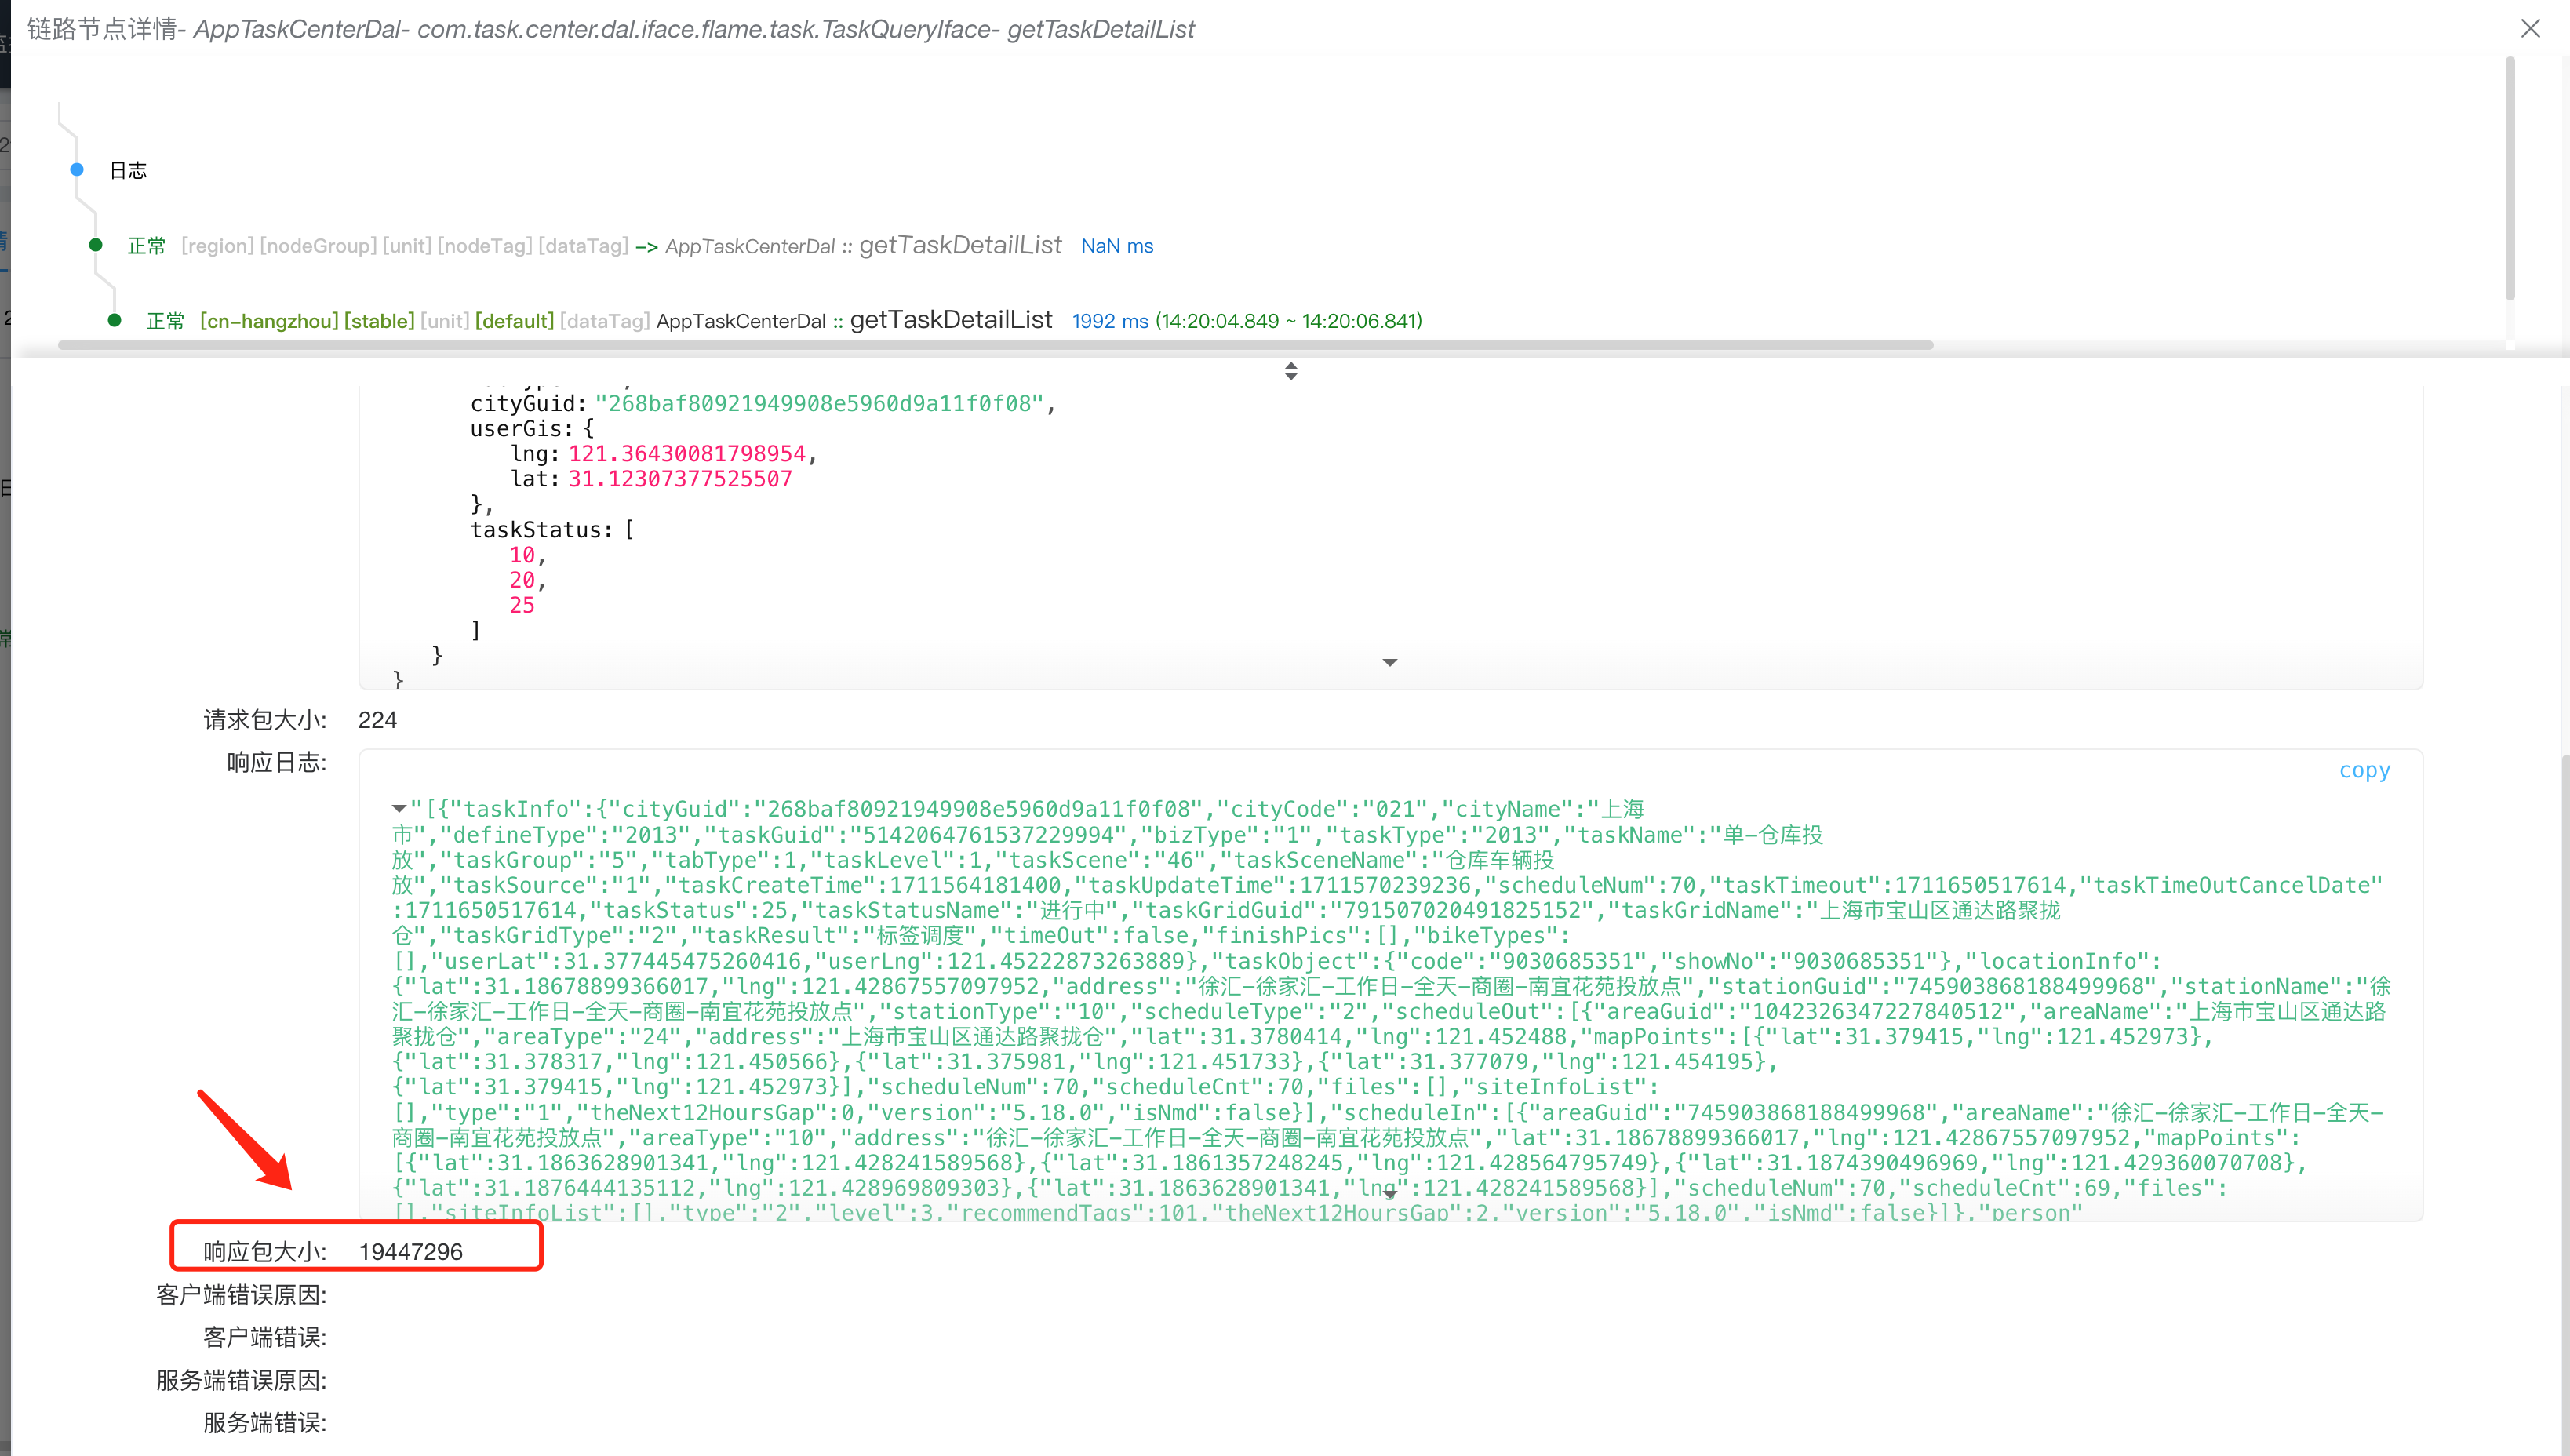 链路节点详情- AppTaskCenterDal- com.task.center.dal.iface.flame.task.TaskQueryIface- getTaskDetailList
日志
正常 [region] [nodeGroup] [unit] [nodeTag] [dataTag] -> AppTaskCenterDal :: getTaskDetailList NaN ms
正常 [cn-hangzhou] [stable] [unit] [default] [dataTag] AppTaskCenterDal :: getTaskDetailList 1992 ms (14:20:04.849 ~ 14:20:06.841)
cityGuid: "268baf80921949908e5960d9a11f0f08",
userGis: {
lng: 121.36430081798954,
lat: 31.12307377525507
},
taskStatus: [
10,
20,
25
]
}
}
请求包大小: 224
响应日志:
copy
"[{"taskInfo":{"cityGuid":"268baf80921949908e5960d9a11f0f08","cityCode":"021","cityName":"上海
市","defineType":"2013","taskGuid":"5142064761537229994","bizType":"1","taskType":"2013","taskName":"单-仓库投
放","taskGroup":"5","tabType":1,"taskLevel":1,"taskScene":"46","taskSceneName":"仓库车辆投
放","taskSource":"1","taskCreateTime":1711564181400,"taskUpdateTime":1711570239236,"scheduleNum":70,"taskTimeout":1711650517614,"taskTimeOutCancelDate"
:1711650517614,"taskStatus":25,"taskStatusName":"进行中","taskGridGuid":"791507020491825152","taskGridName":"上海市宝山区通达路聚拢
仓","taskGridType":"2","taskResult":"标签调度","timeOut":false,"finishPics":[],"bikeTypes":
[],"userLat":31.377445475260416,"userLng":121.45222873263889},"taskObject":{"code":"9030685351","showNo":"9030685351"},"locationInfo":
{"lat":31.18678899366017,"lng":121.42867557097952,"address":"徐汇-徐家汇-工作日-全天-商圈-南宜花苑投放点","stationGuid":"745903868188499968","stationName":"徐
汇-徐家汇-工作日-全天-商圈-南宜花苑投放点","stationType":"10","scheduleType":"2","scheduleOut":[{"areaGuid":"1042326347227840512","areaName":"上海市宝山区通达路
聚拢仓","areaType":"24","address":"上海市宝山区通达路聚拢仓","lat":31.3780414,"lng":121.452488,"mapPoints":[{"lat":31.379415,"lng":121.452973},
{"lat":31.378317,"lng":121.450566},{"lat":31.375981,"lng":121.451733},{"lat":31.377079,"lng":121.454195},
{"lat":31.379415,"lng":121.452973}],"scheduleNum":70,"scheduleCnt":70,"files":[],"siteInfoList":
[],"type":"1","theNext12HoursGap":0,"version":"5.18.0","isNmd":false}],"scheduleIn":[{"areaGuid":"745903868188499968","areaName":"徐汇-徐家汇-工作日-全天-
商圈-南宜花苑投放点","areaType":"10","address":"徐汇-徐家汇-工作日-全天-商圈-南宜花苑投放点","lat":31.18678899366017,"lng":121.42867557097952,"mapPoints":
[{"lat":31.1863628901341,"lng":121.428241589568},{"lat":31.1861357248245,"lng":121.428564795749},{"lat":31.1874390496969,"lng":121.429360070708},
{"lat":31.1876444135112,"lng":121.428969809303},{"lat":31.1863628901341,"lng":121.428241589568}],"scheduleNum":70,"scheduleCnt":69,"files":
[],"siteInfoList":[],"type":"2","level":3,"recommendTags":101,"theNext12HoursGap":2,"version":"5.18.0","isNmd":false}]},"person"
响应包大小: 19447296
客户端错误原因:
客户端错误:
服务端错误原因:
服务端错误: